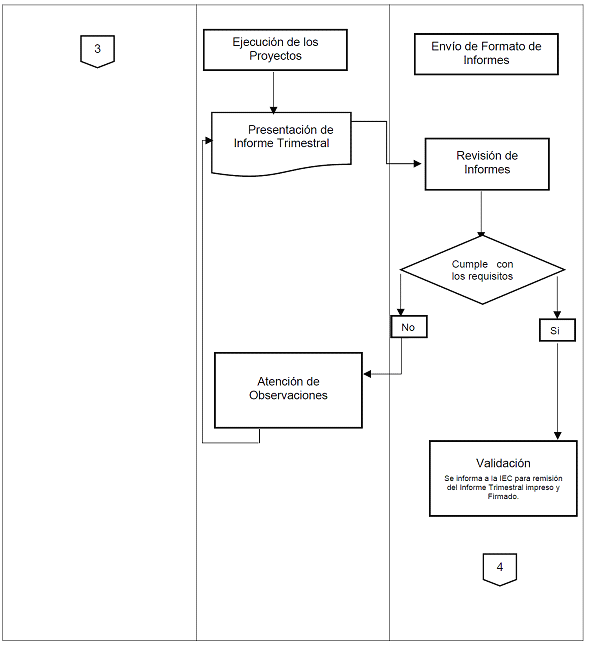 3
Ejecución de los
Proyectos
Envío de Formato de
Informes
Presentación de
Informe Trimestral
Revisión de
Informes
Cumple con
los requisitos
No
Si
Atención de
Observaciones
Validación
Se informa a la IEC para remisión
del Informe Trimestral impreso y
Firmado.
4